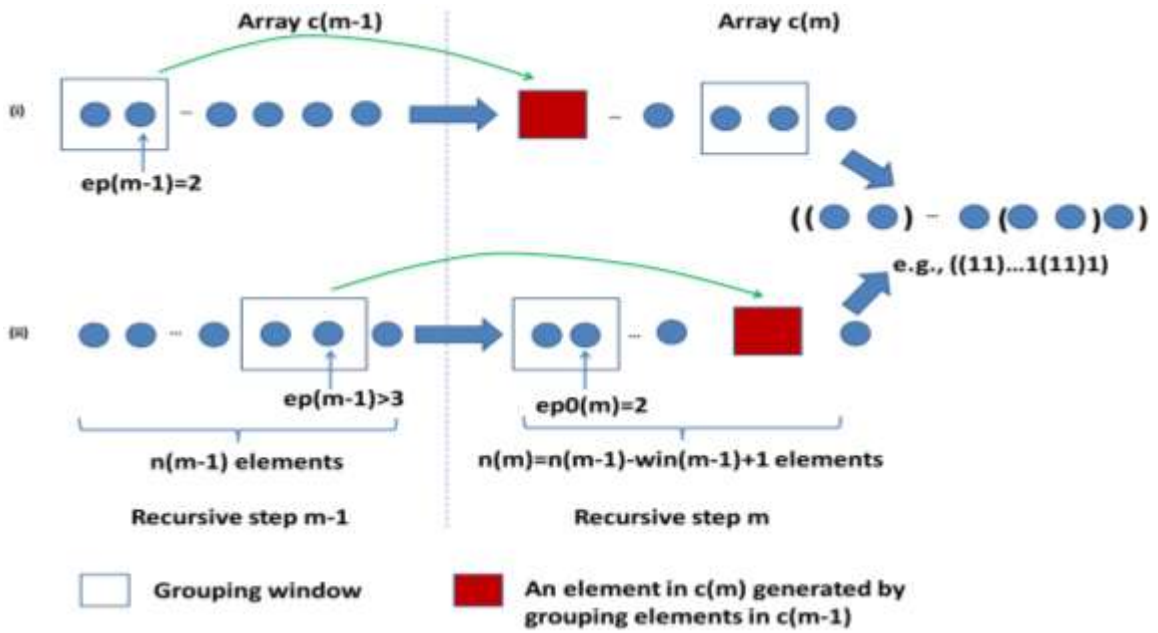 Array c(m-1)
Array c(m)
(i)
...
...
ep(m-1)=2
(( ) ... ( ) )
e.g., ((11)...1(11)1)
(ii)
...
...
ep(m-1)>3
ep0(m)=2
n(m-1) elements
n(m)=n(m-1)-win(m-1)+1 elements
Recursive step m-1
Recursive step m
Grouping window
An element in c(m) generated by
grouping elements in c(m-1)